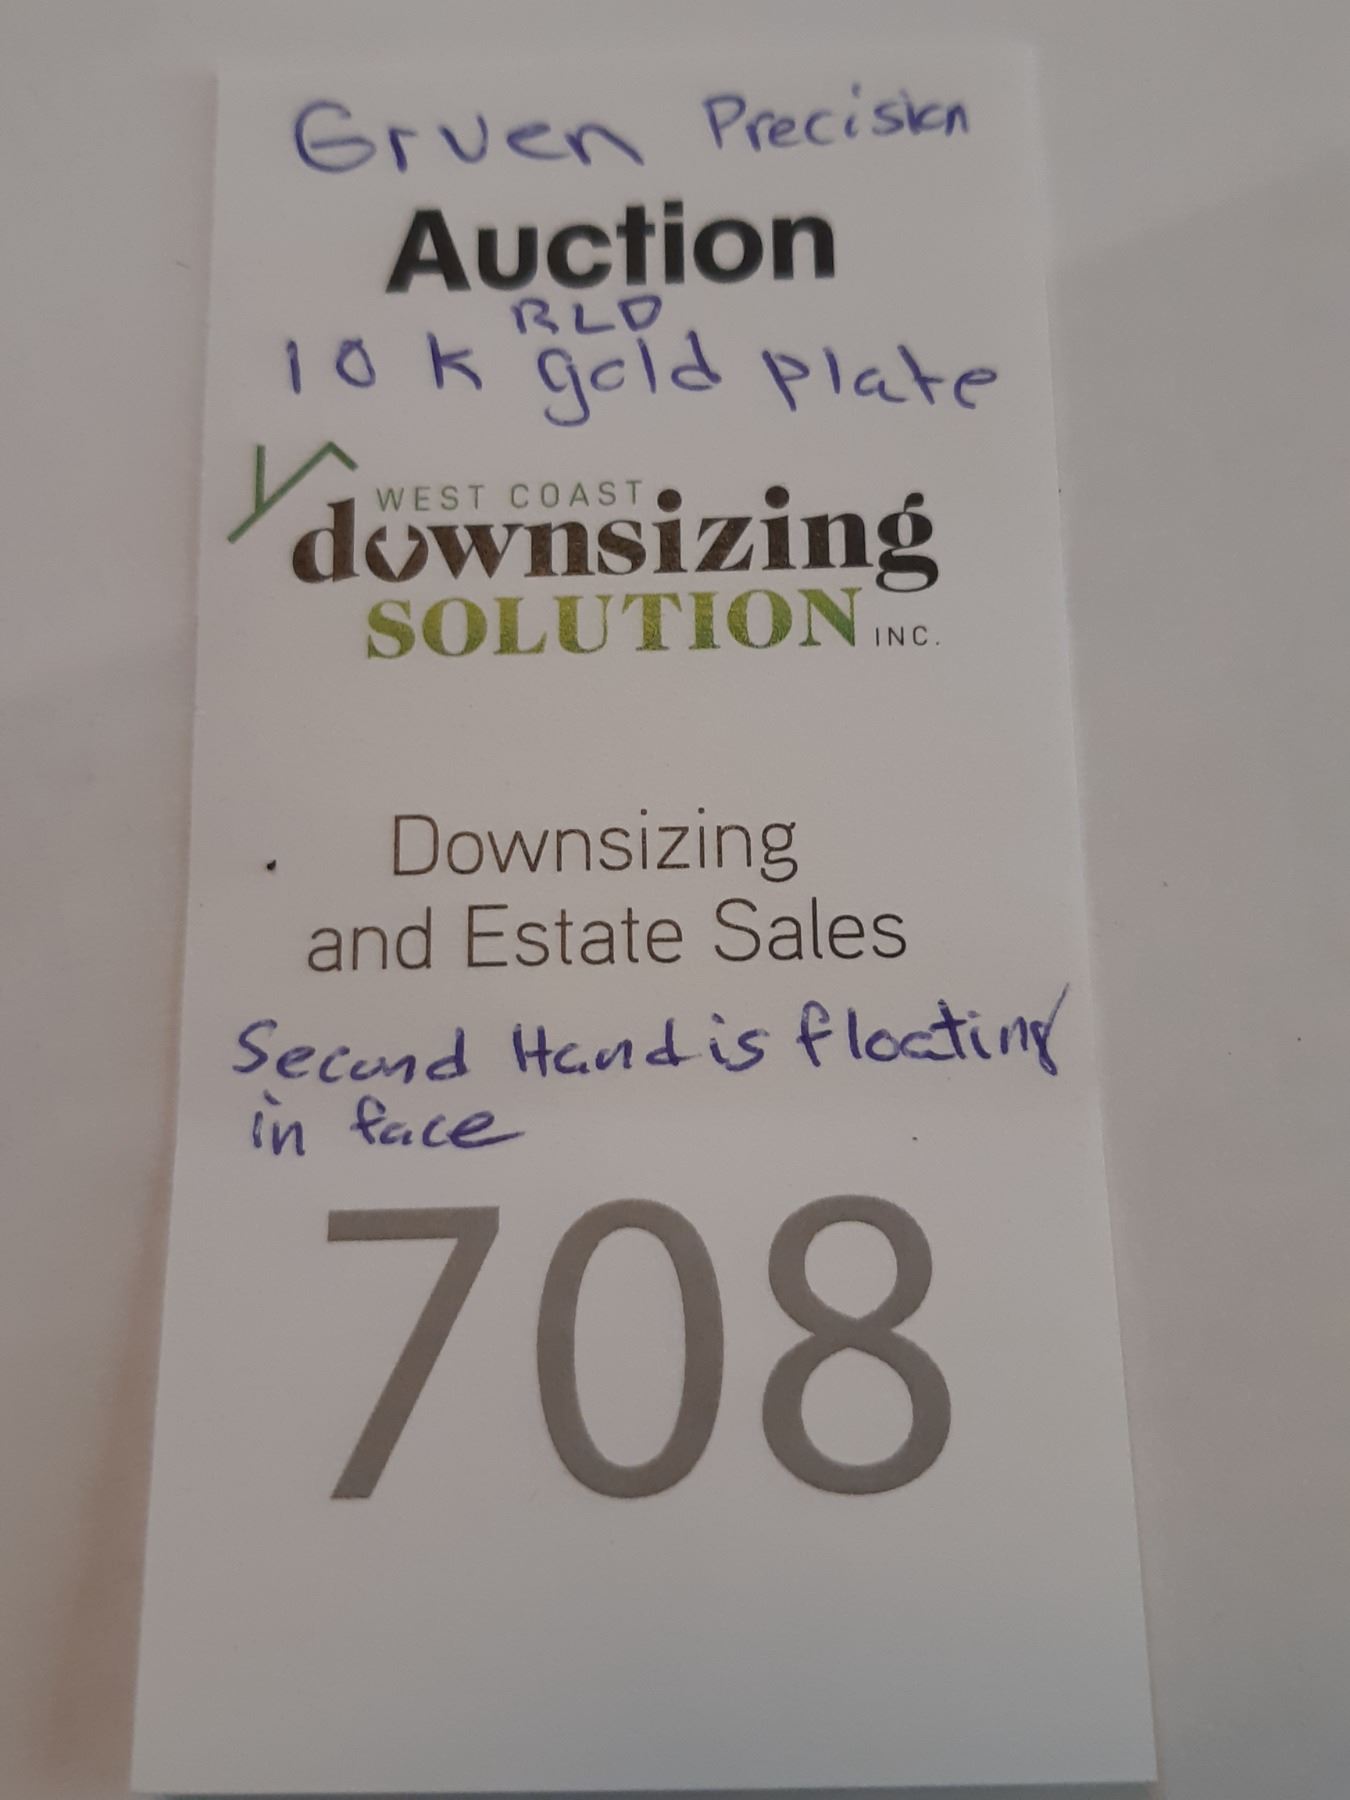 Gruen Precision
Auction
RLD
10 K gold plate
WEST COAST
downsizing
SOLUTION INC.
Downsizing
and Estate Sales
Second Hand is floating
in face
708